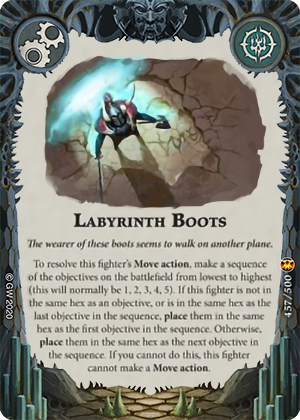 LABYRINTH BOOTS
The wearer of these boots seems to walk on another plane.
To resolve this fighter's Move action, make a sequence
of the objectives on the battlefield from lowest to highest
(this will normally be 1, 2, 3, 4, 5). If this fighter is not in
the same hex as an objective, or is in the same hex as the
last objective in the sequence, place them in the same
hex as the first objective in the sequence. Otherwise,
place them in the same hex as the next objective in
the sequence. If you cannot do this, this fighter
cannot make a Move action.
© GW 2020
457/500